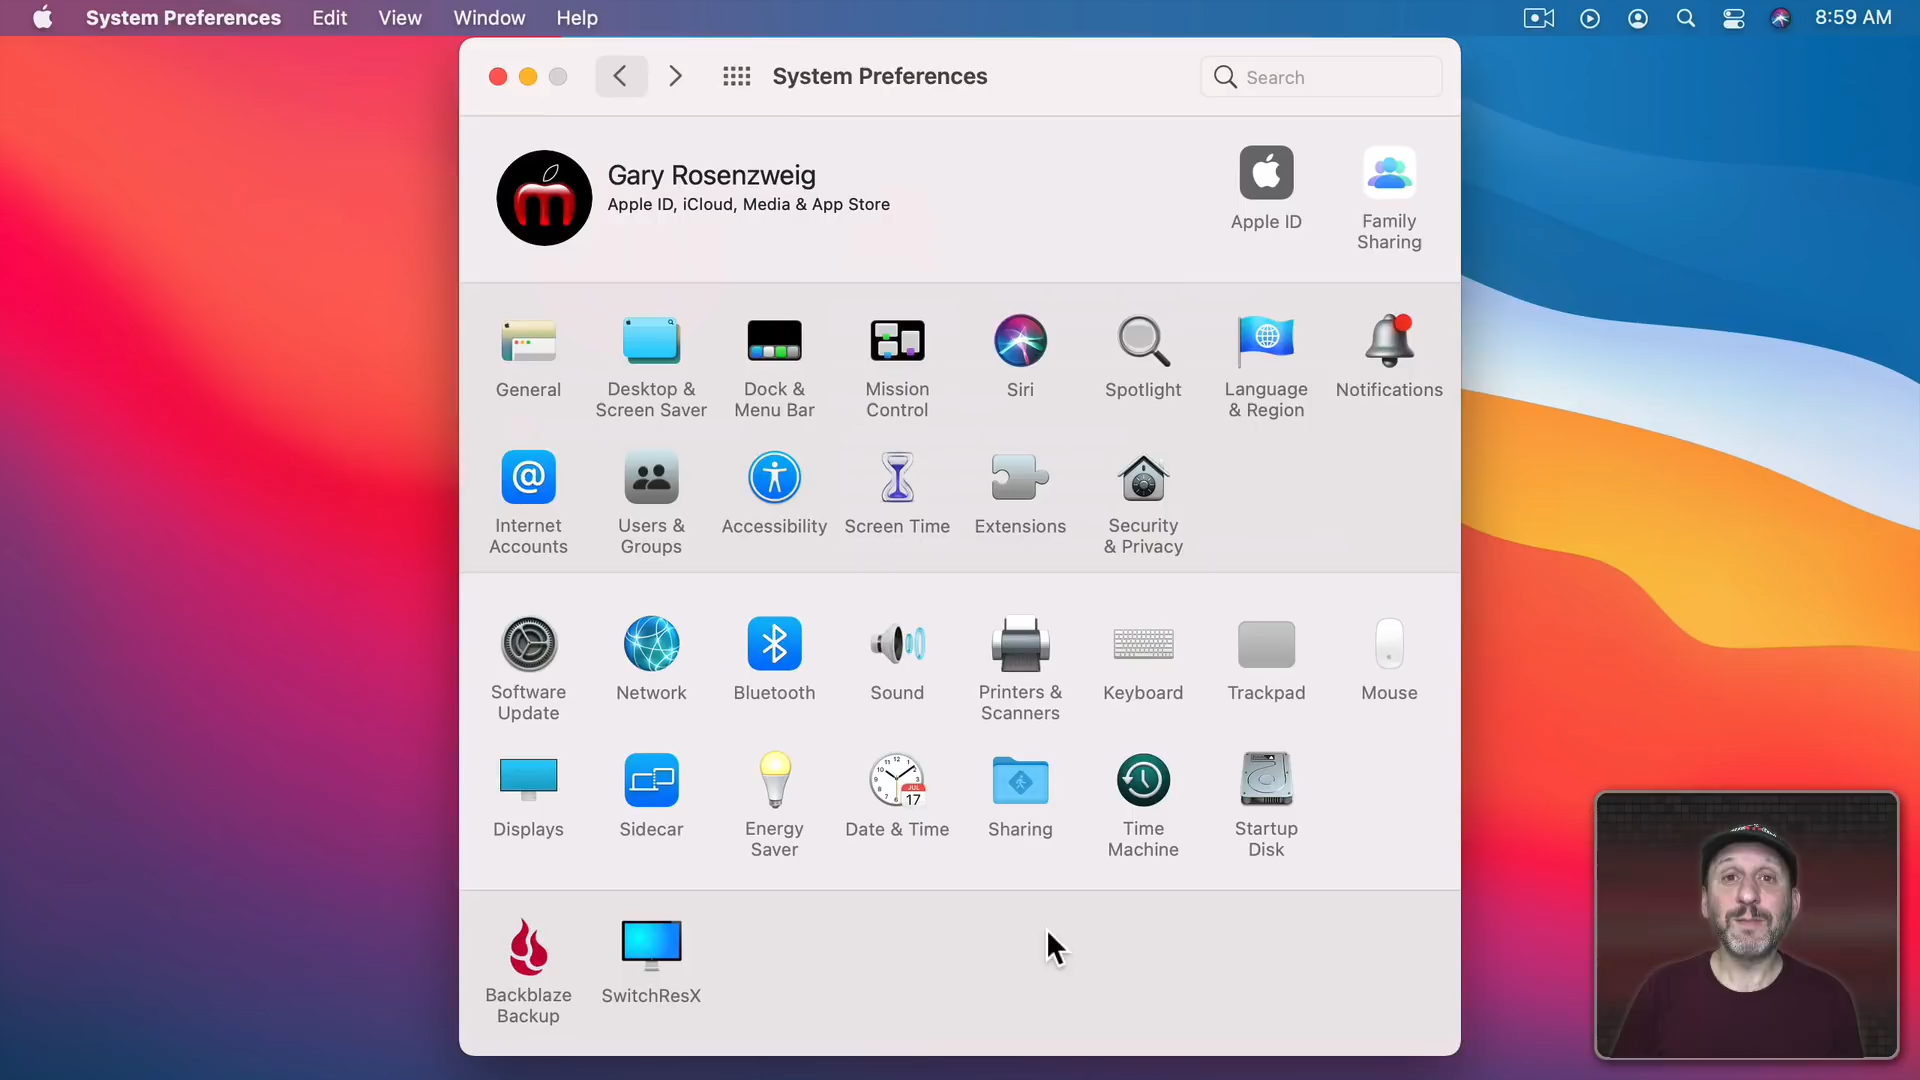 System Preferences Edit View Window Help 8:59 AM
System Preferences
Search
Gary Rosenzweig
Apple ID, iCloud, Media & App Store
Apple ID
Family
Sharing
General
Desktop &
Screen Saver
Dock &
Menu Bar
Mission
Control
Siri
Spotlight
Language
& Region
Notifications
Internet
Accounts
Users &
Groups
Accessibility
Screen Time
Extensions
Security
& Privacy
Software
Update
Network
Bluetooth
Sound
Printers &
Scanners
Keyboard
Trackpad
Mouse
Displays
Sidecar
Energy
Saver
JUL
17
Date & Time
Sharing
Time
Machine
Startup
Disk
Backblaze
Backup
SwitchResX